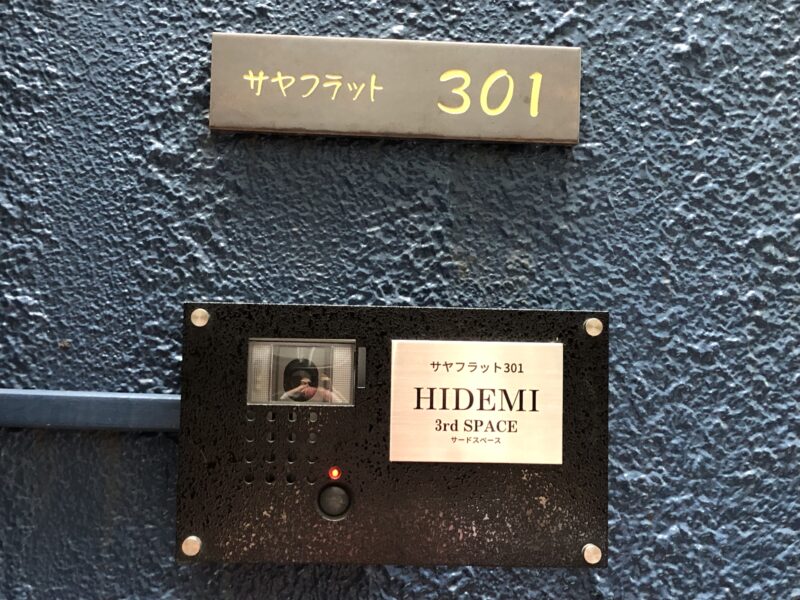 サヤフラット 301
サヤフラット301
HIDEMI
3rd SPACE
サードスペース